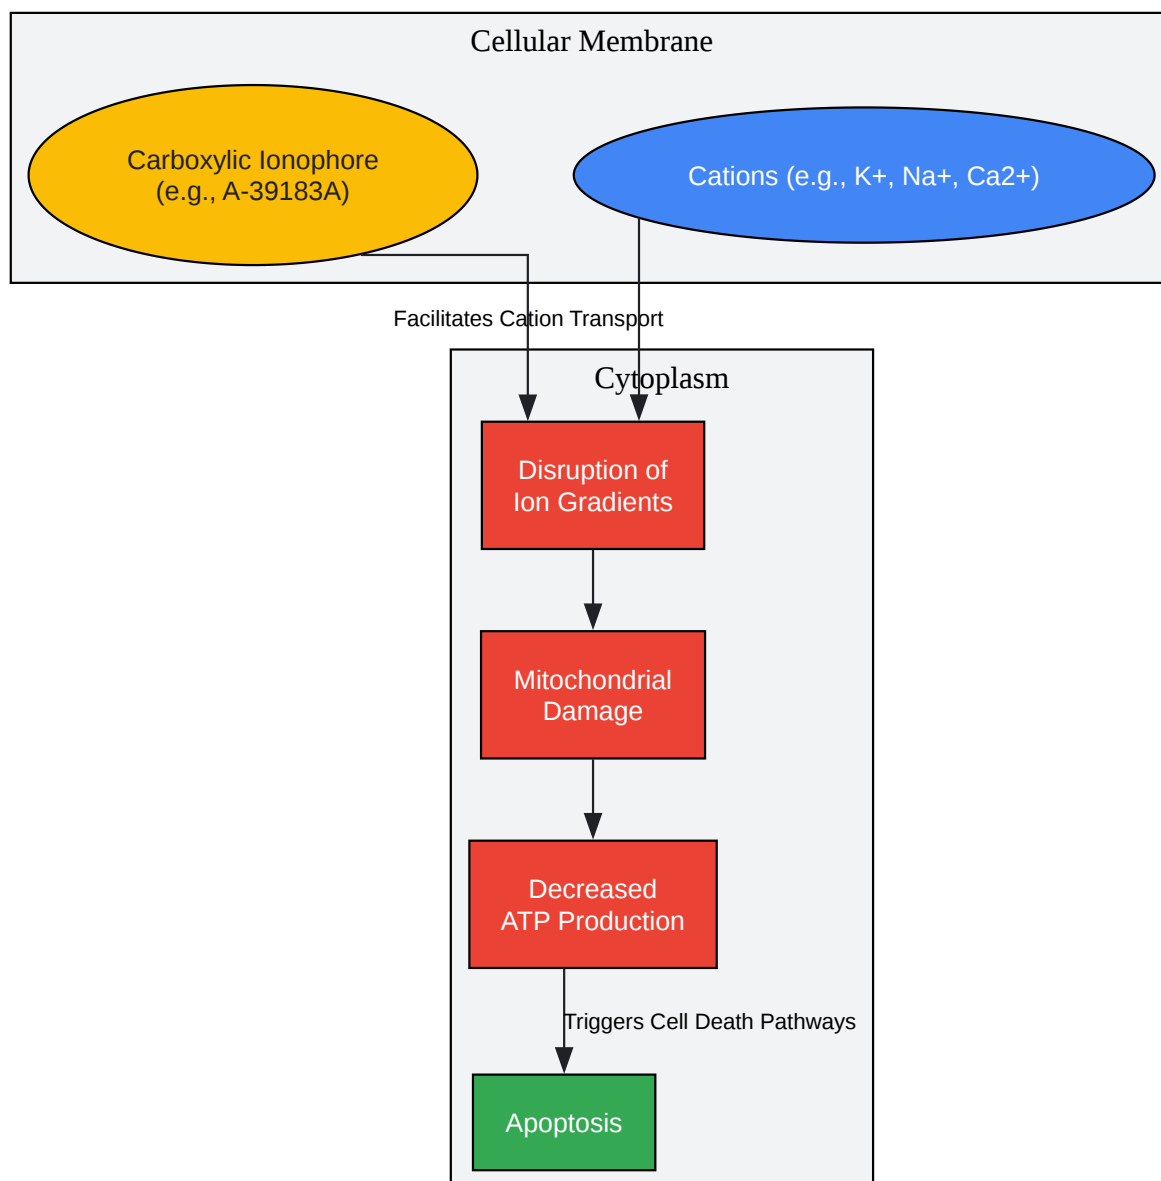 Cellular Membrane
Carboxylic Ionophore
(e.g., A-39183A)
Cations (e.g., K+, Na+, Ca2+)
Facilitates Cation Transport
Cytoplasm
Disruption of
Ion Gradients
Mitochondrial
Damage
Decreased
ATP Production
Triggers Cell Death Pathways
Apoptosis